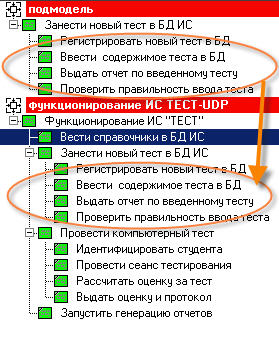 подмодель
Занести новый тест в БД ИС
Регистрировать новый тест в БД
Ввести содержимое теста в БД
Выдать отчет по введенному тесту
Проверить правильность ввода теста
Функционирование ИС ТЕСТ-UDP
Функционирование ИС "ТЕСТ"
Вести справочники в БД ИС
Занести новый тест в БД ИС
Регистрировать новый тест в БД
Ввести содержимое теста в БД
Выдать отчет по введенному тесту
Проверить правильность ввода теста
Провести компьютерный тест
Идентифицировать студента
Провести сеанс тестирования
Рассчитать оценку за тест
Выдать оценку и протокол
Запустить генерацию отчетов